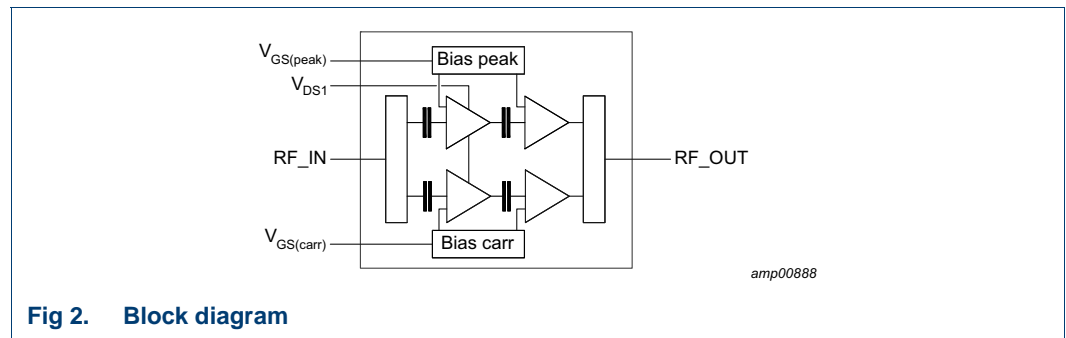 V_GS(peak)
Bias peak
V_DS1
RF_IN
RF_OUT
V_GS(carr)
Bias carr
amp00888
Fig 2. Block diagram